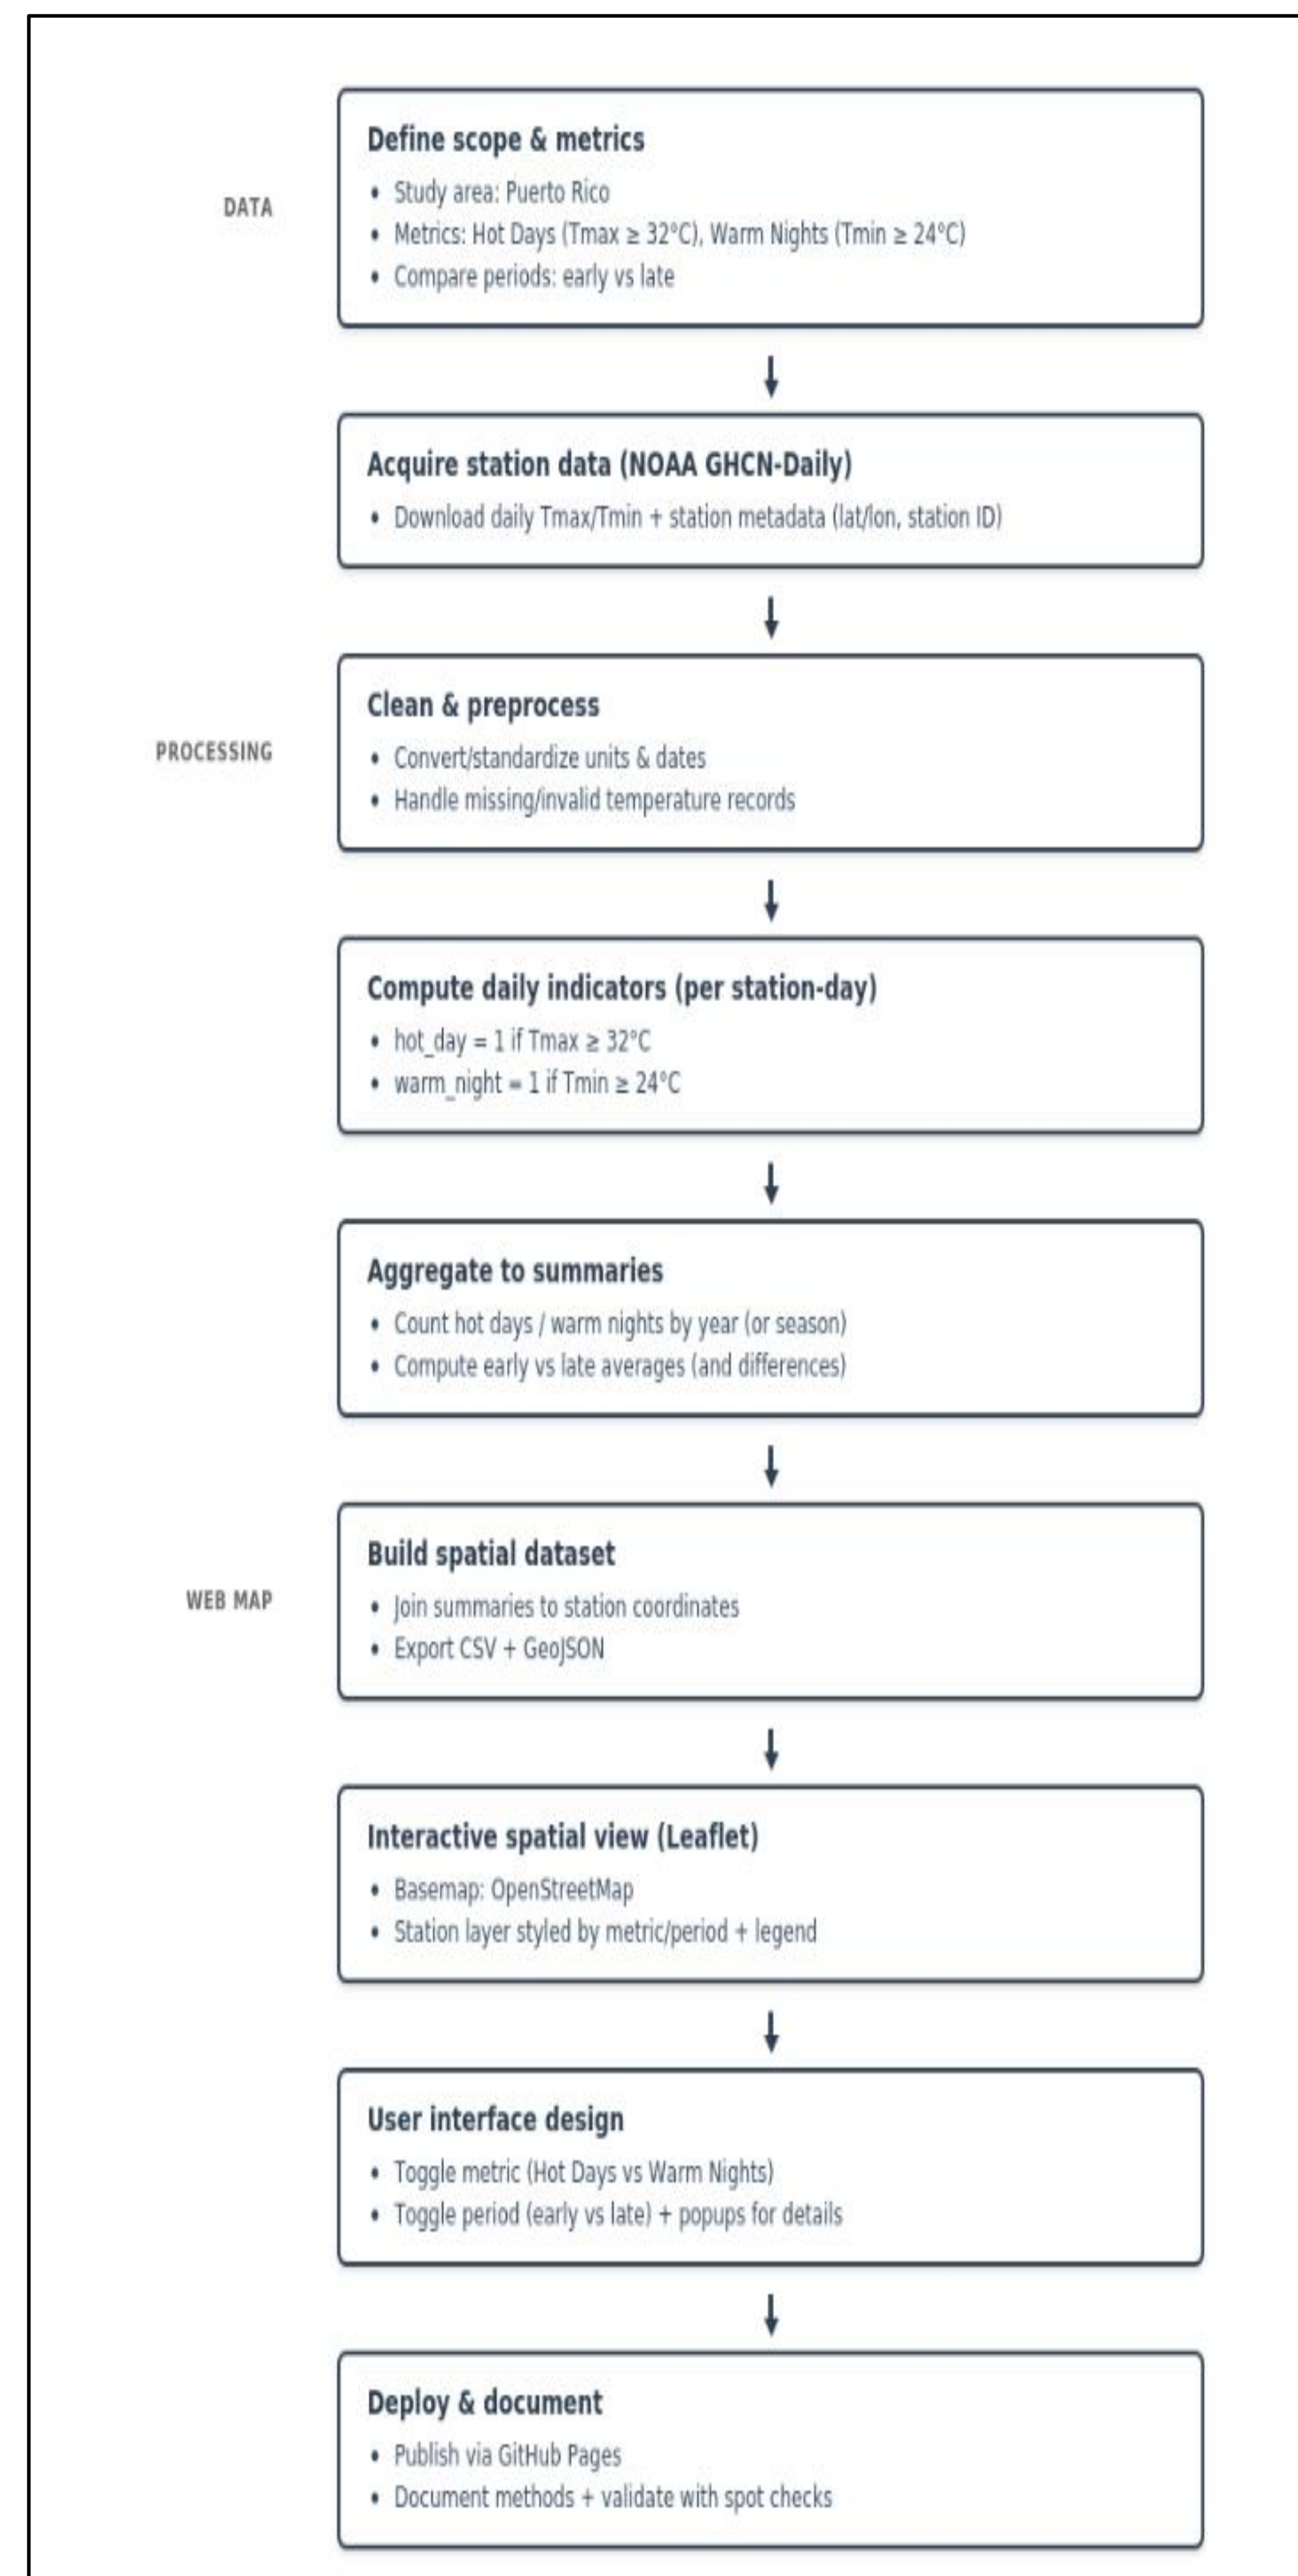 DATA
Define scope & metrics
• Study area: Puerto Rico
• Metrics: Hot Days (Tmax ≥ 32°C), Warm Nights (Tmin ≥ 24°C)
• Compare periods: early vs late
Acquire station data (NOAA GHCN-Daily)
• Download daily Tmax/Tmin + station metadata (lat/lon, station ID)
PROCESSING
Clean & preprocess
• Convert/standardize units & dates
• Handle missing/invalid temperature records
Compute daily indicators (per station-day)
• hot_day = 1 if Tmax ≥ 32°C
• warm_night = 1 if Tmin ≥ 24°C
Aggregate to summaries
• Count hot days / warm nights by year (or season)
• Compute early vs late averages (and differences)
WEB MAP
Build spatial dataset
• Join summaries to station coordinates
• Export CSV + GeoJSON
Interactive spatial view (Leaflet)
• Basemap: OpenStreetMap
• Station layer styled by metric/period + legend
User interface design
• Toggle metric (Hot Days vs Warm Nights)
• Toggle period (early vs late) + popups for details
Deploy & document
• Publish via GitHub Pages
• Document methods + validate with spot checks